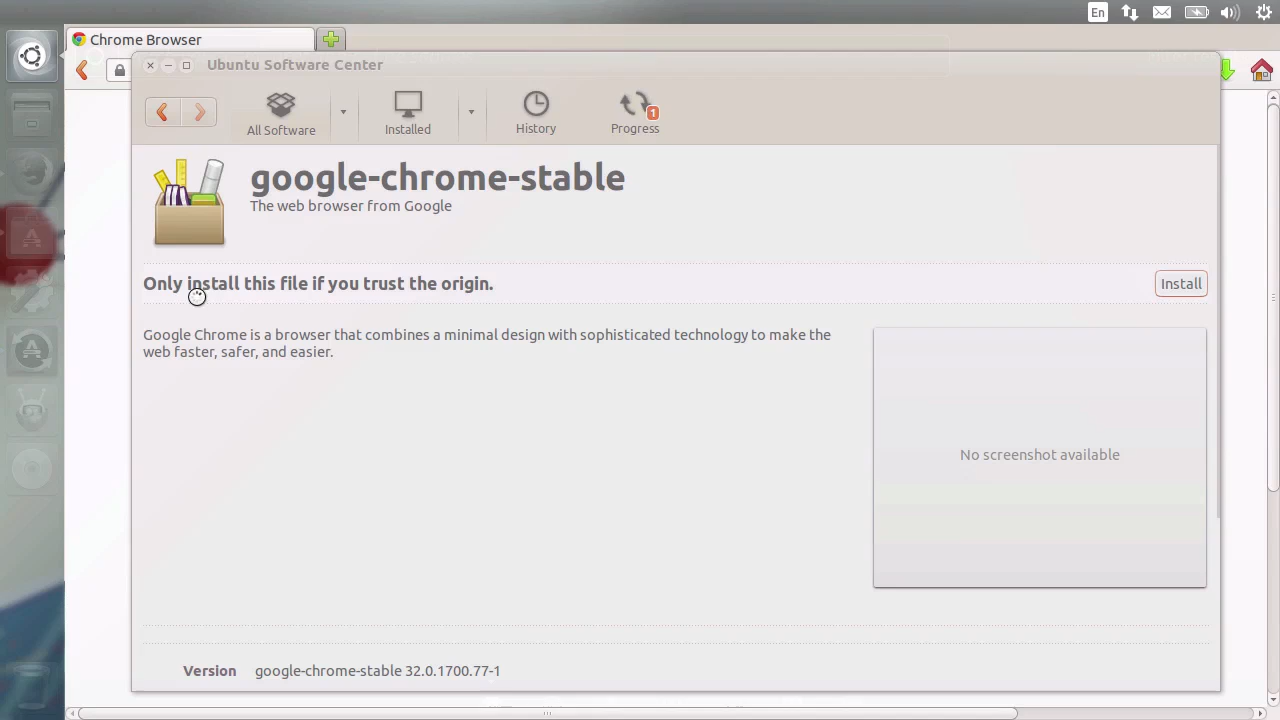 En
Chrome Browser
Ubuntu Software Center
All Software
Installed
History
Progress
1
google-chrome-stable
The web browser from Google
Only install this file if you trust the origin.
Install
Google Chrome is a browser that combines a minimal design with sophisticated technology to make the
web faster, safer, and easier.
No screenshot available
Version google-chrome-stable 32.0.1700.77-1